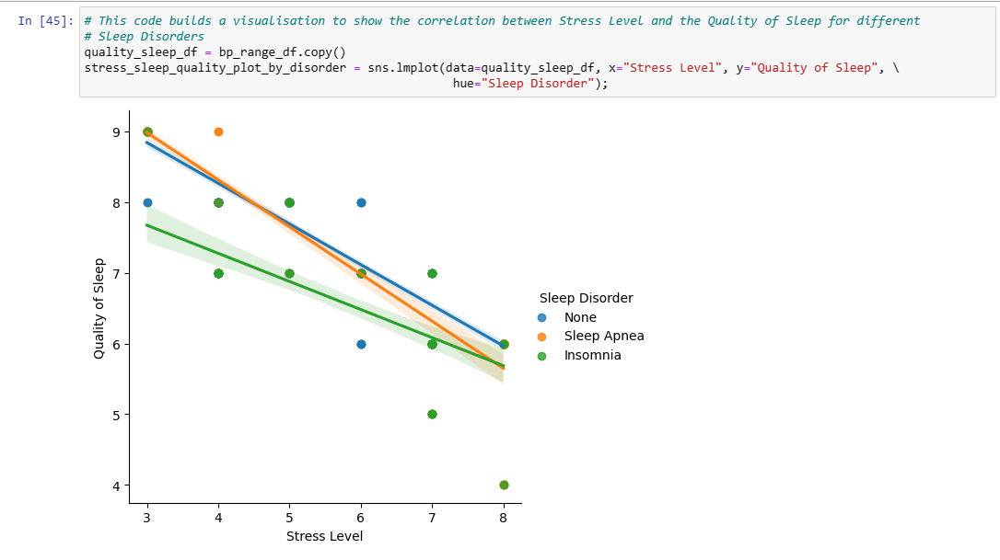 In [45]:
# This code builds a visualisation to show the correlation between Stress Level and the Quality of Sleep for different
# Sleep Disorders
quality_sleep_df = bp_range_df.copy()
stress_sleep_quality_plot_by_disorder = sns.lmplot(data=quality_sleep_df, x="Stress Level", y="Quality of Sleep", \
hue="Sleep Disorder");
9
8
7
6
5
4
Quality of Sleep
3 4 5 6 7 8
Stress Level
Sleep Disorder
None
Sleep Apnea
Insomnia